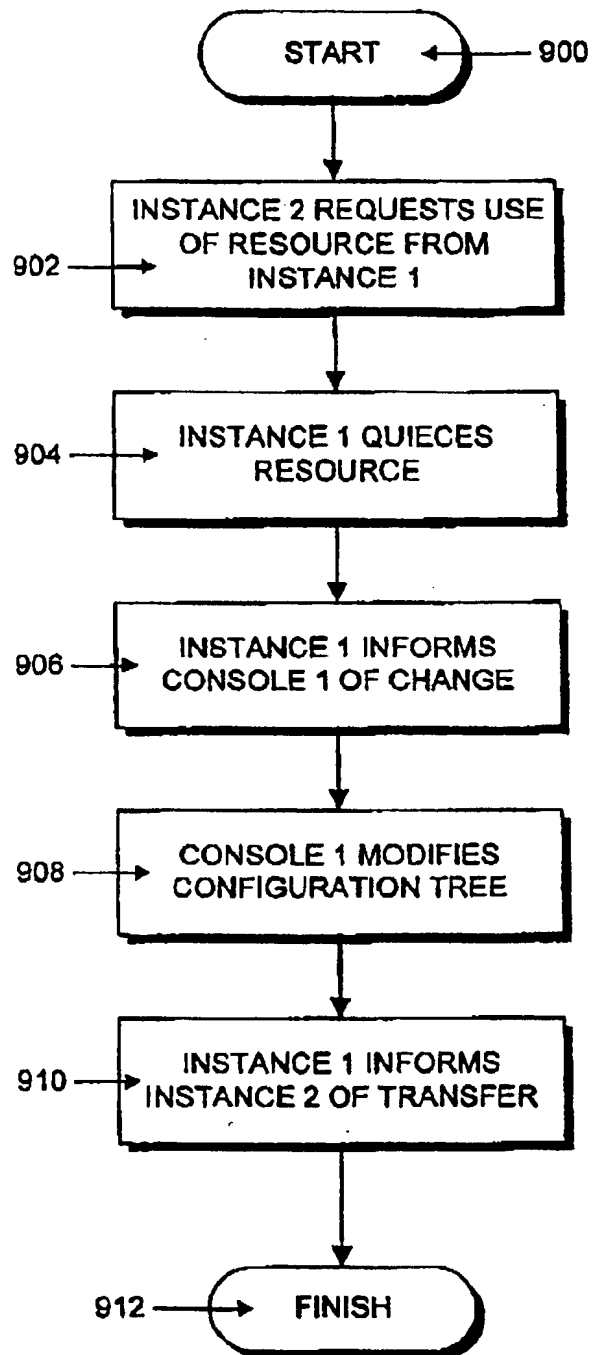 START
900
INSTANCE 2 REQUESTS USE
OF RESOURCE FROM
INSTANCE 1
902
INSTANCE 1 QUIECES
RESOURCE
904
INSTANCE 1 INFORMS
CONSOLE 1 OF CHANGE
906
CONSOLE 1 MODIFIES
CONFIGURATION TREE
908
INSTANCE 1 INFORMS
INSTANCE 2 OF TRANSFER
910
FINISH
912